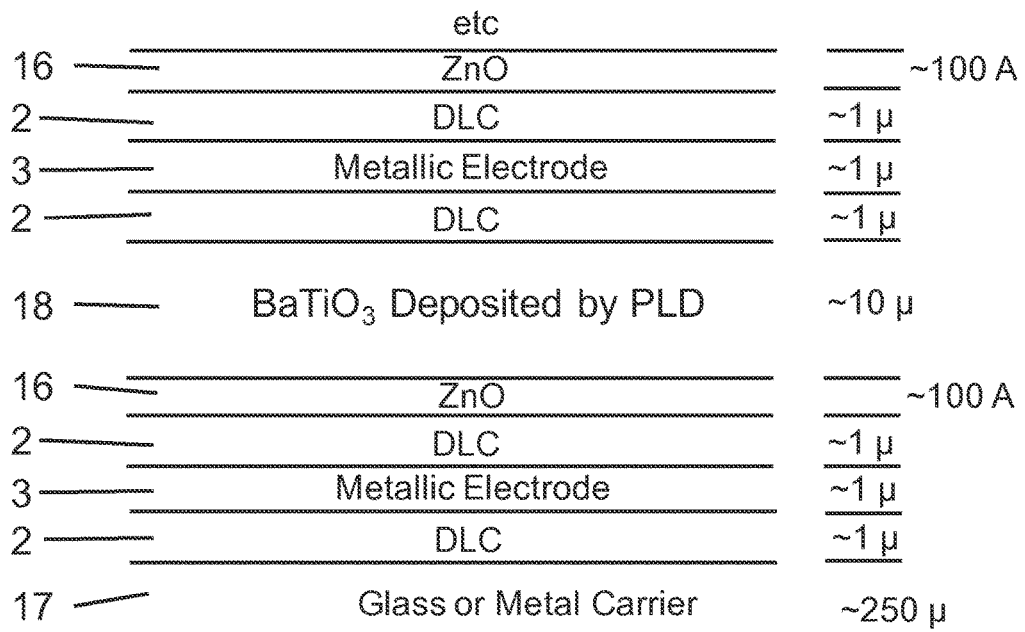 etc
16 ZnO ~100 A
2 DLC ~1 µ
3 Metallic Electrode ~1 µ
2 DLC ~1 µ
18 BaTiO₃ Deposited by PLD ~10 µ
16 ZnO ~100 A
2 DLC ~1 µ
3 Metallic Electrode ~1 µ
2 DLC ~1 µ
17 Glass or Metal Carrier ~250 µ